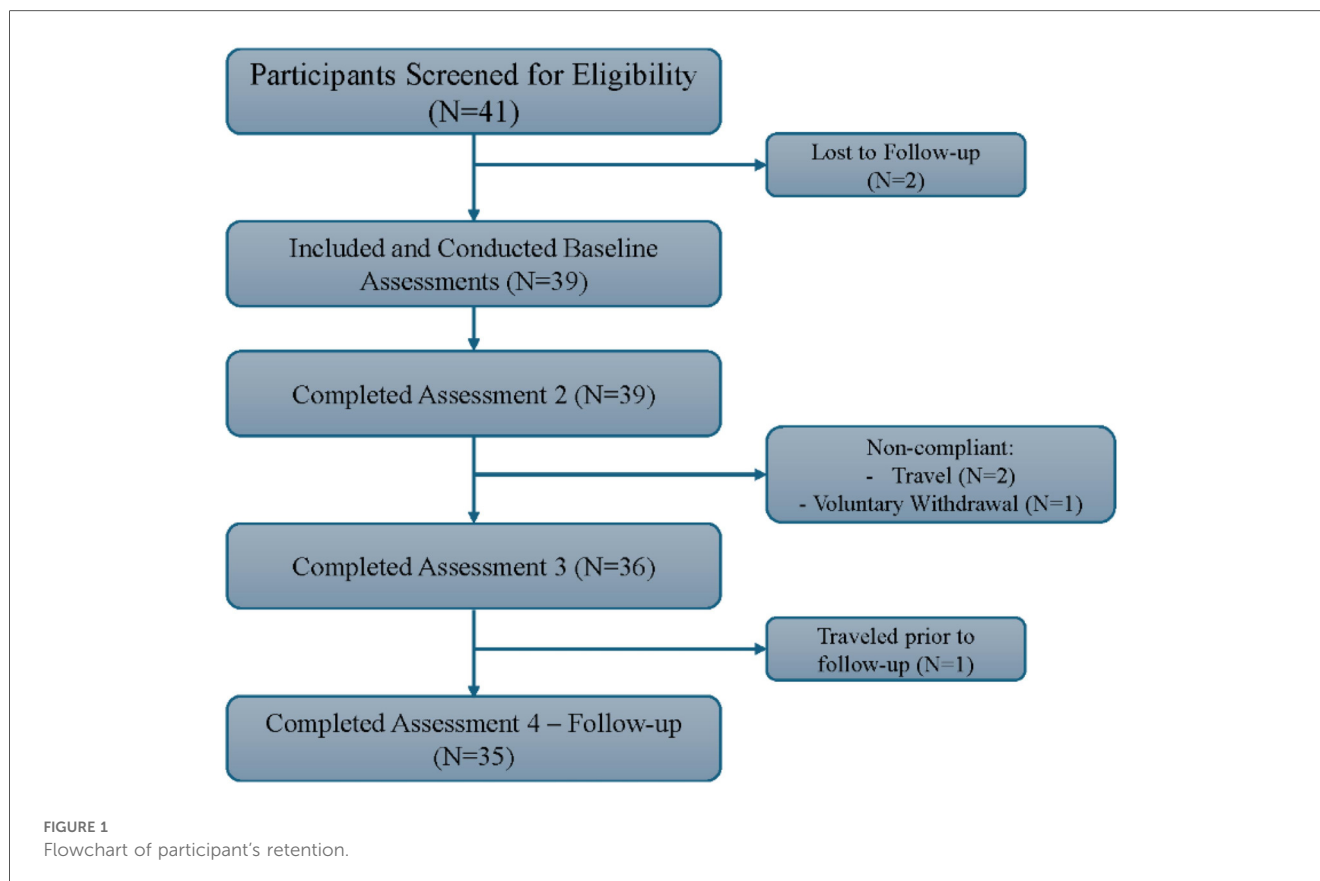 Participants Screened for Eligibility
(N=41)
Lost to Follow-up
(N=2)
Included and Conducted Baseline
Assessments (N=39)
Completed Assessment 2 (N=39)
Non-compliant:
- Travel (N=2)
- Voluntary Withdrawal (N=1)
Completed Assessment 3 (N=36)
Traveled prior to
follow-up (N=1)
Completed Assessment 4 – Follow-up
(N=35)
FIGURE 1
Flowchart of participant's retention.